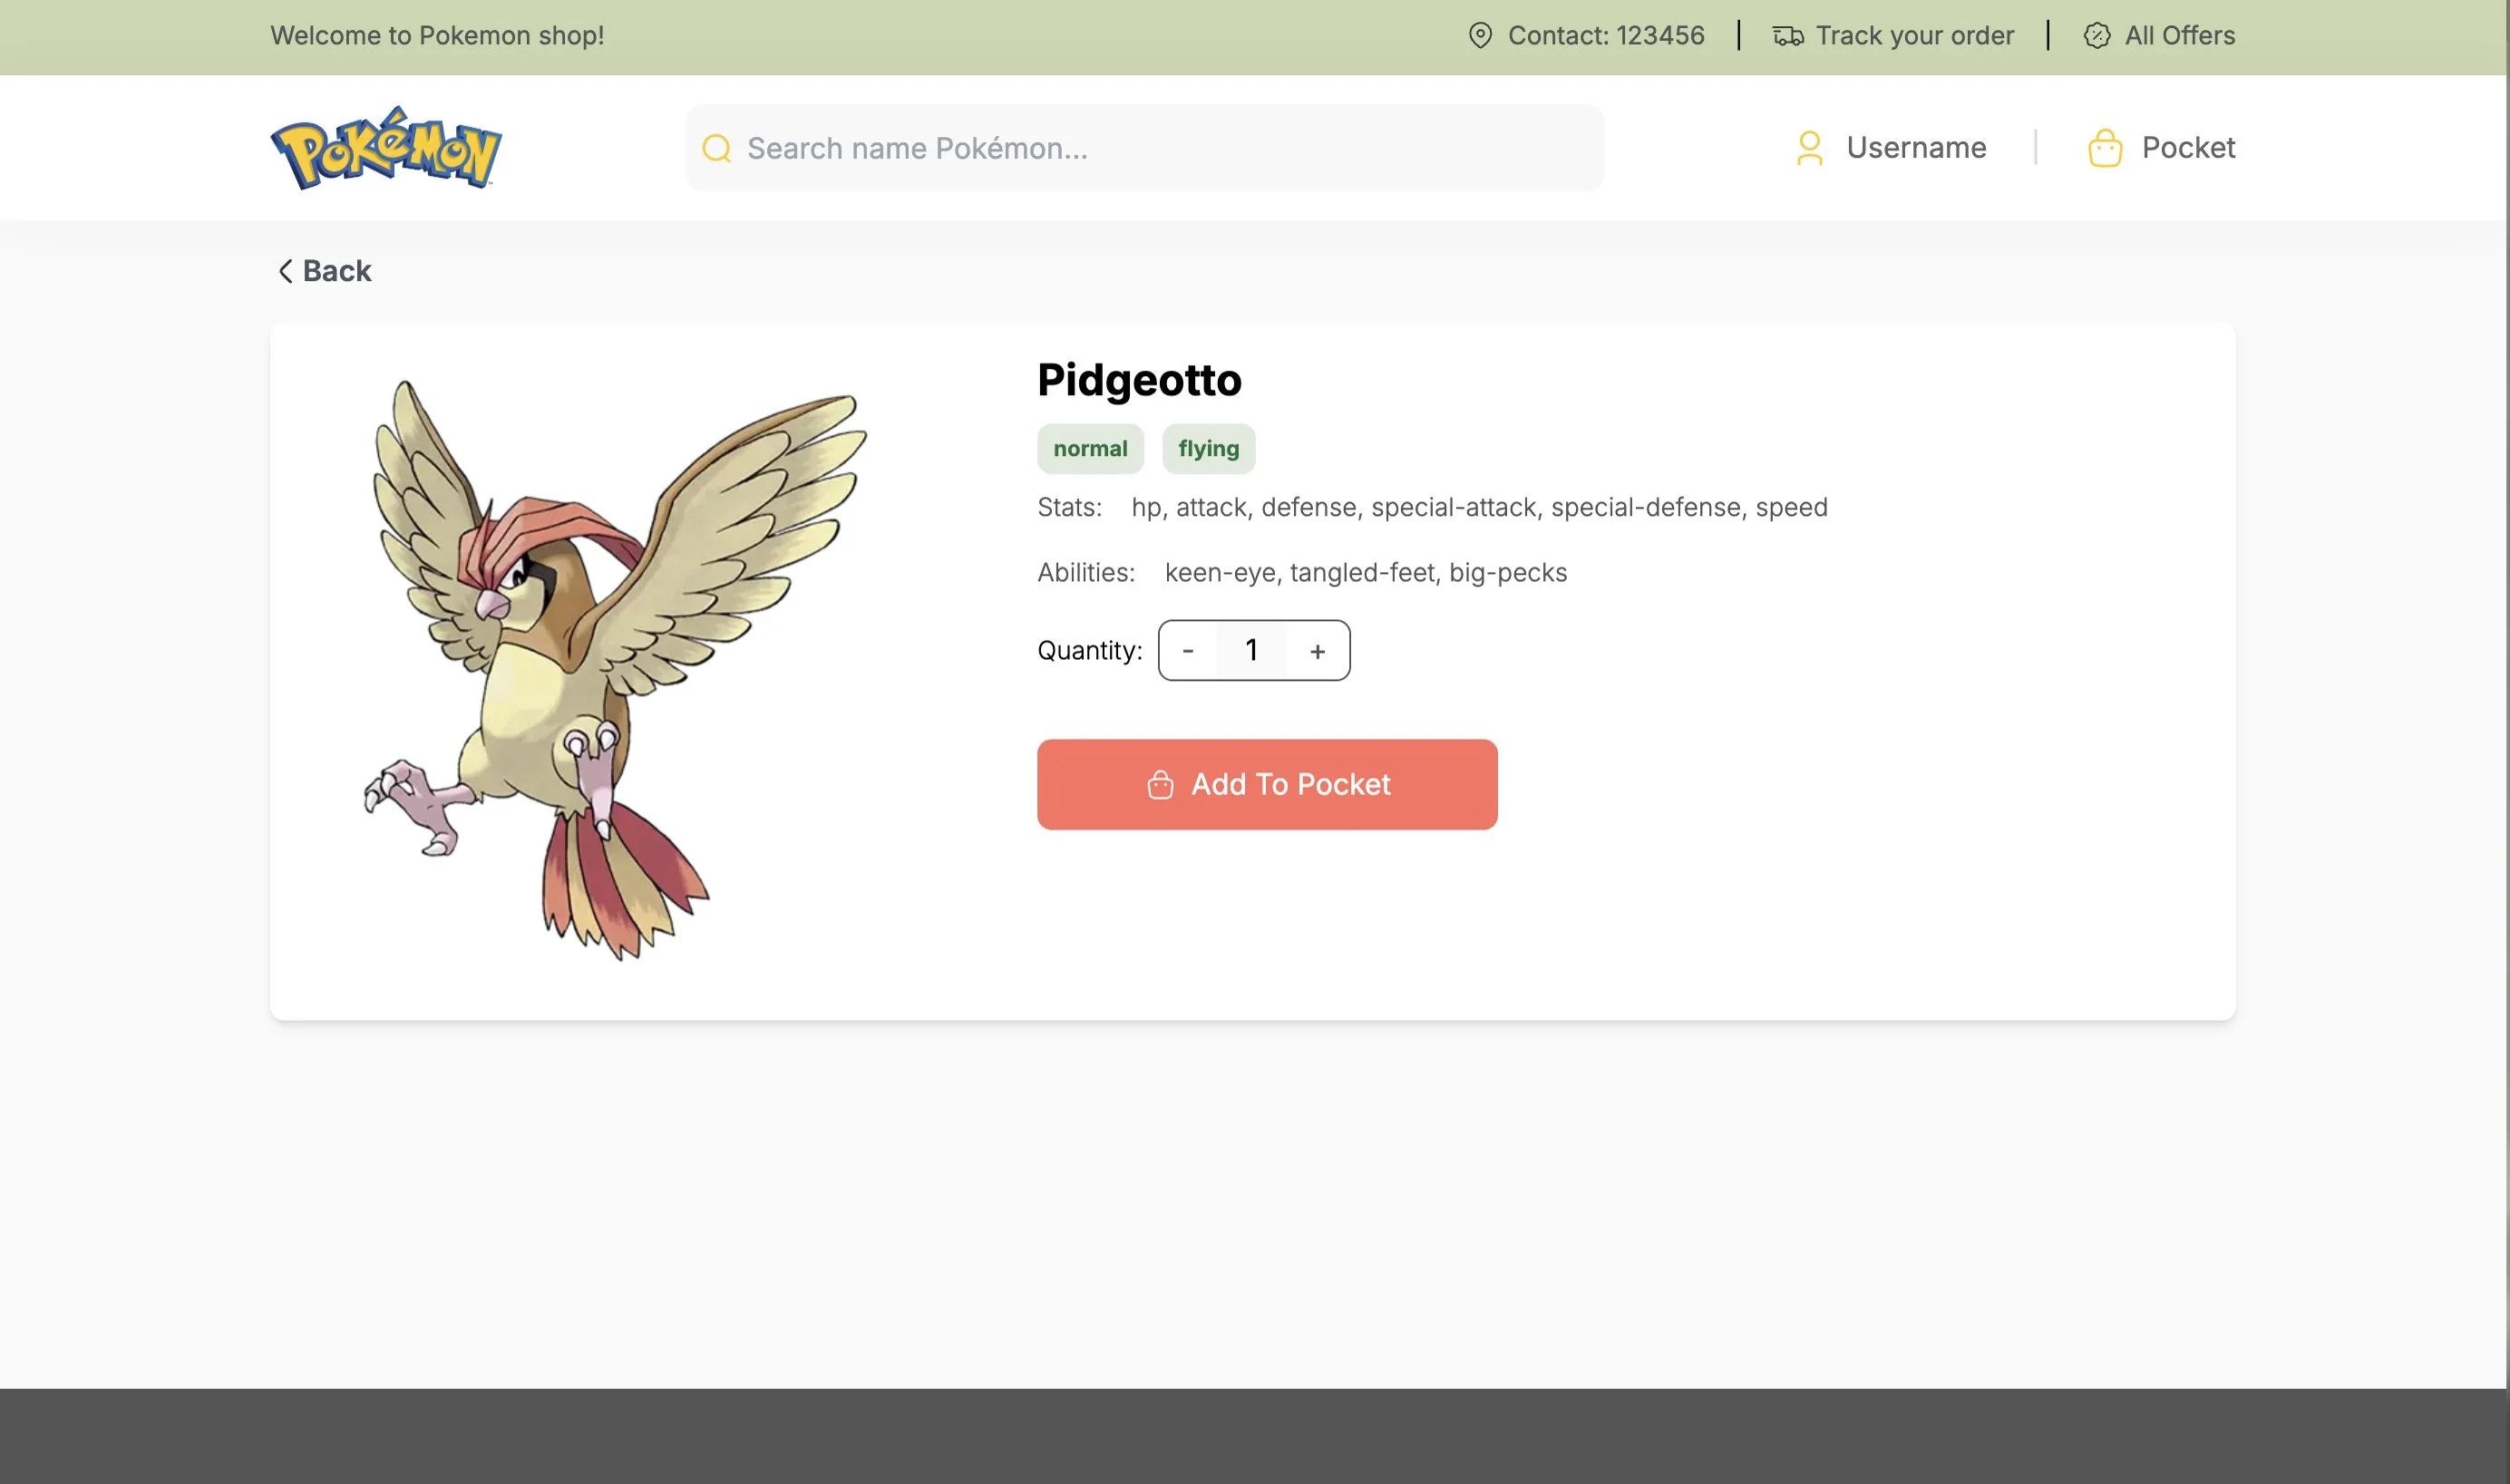 Welcome to Pokemon shop!
Contact: 123456
Track your order
All Offers
POKéMON
Search name Pokémon...
Username
Pocket
Back
Pidgeotto
normal flying
Stats: hp, attack, defense, special-attack, special-defense, speed
Abilities: keen-eye, tangled-feet, big-pecks
Quantity: - 1 +
Add To Pocket